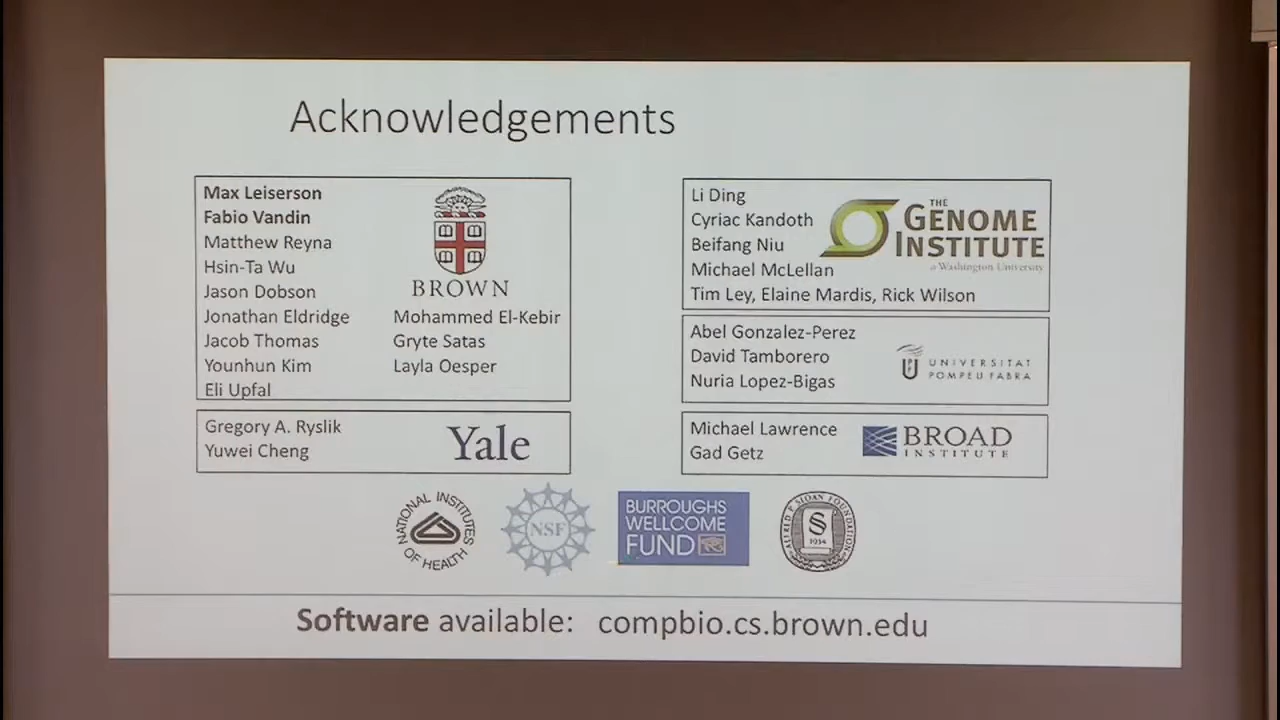 Acknowledgements
Max Leiserson
Fabio Vandin
Matthew Reyna
Hsin-Ta Wu
Jason Dobson
Jonathan Eldridge
Jacob Thomas
Younhun Kim
Eli Upfal
BROWN
Mohammed El-Kebir
Gryte Satas
Layla Oesper
Gregory A. Ryslik
Yuwei Cheng
Yale
Li Ding
Cyriac Kandoth
Beifang Niu
Michael McLellan
Tim Ley, Elaine Mardis, Rick Wilson
THE
GENOME
INSTITUTE
at Washington University
Abel Gonzalez-Perez
David Tamborero
Nuria Lopez-Bigas
UNIVERSITAT
POMPEU FABRA
Michael Lawrence
Gad Getz
BROAD
INSTITUTE
NATIONAL INSTITUTES
OF HEALTH
NSF
BURROUGHS
WELLCOME
FUND
ALFRED P. SLOAN FOUNDATION
S
1934
Software available: compbio.cs.brown.edu